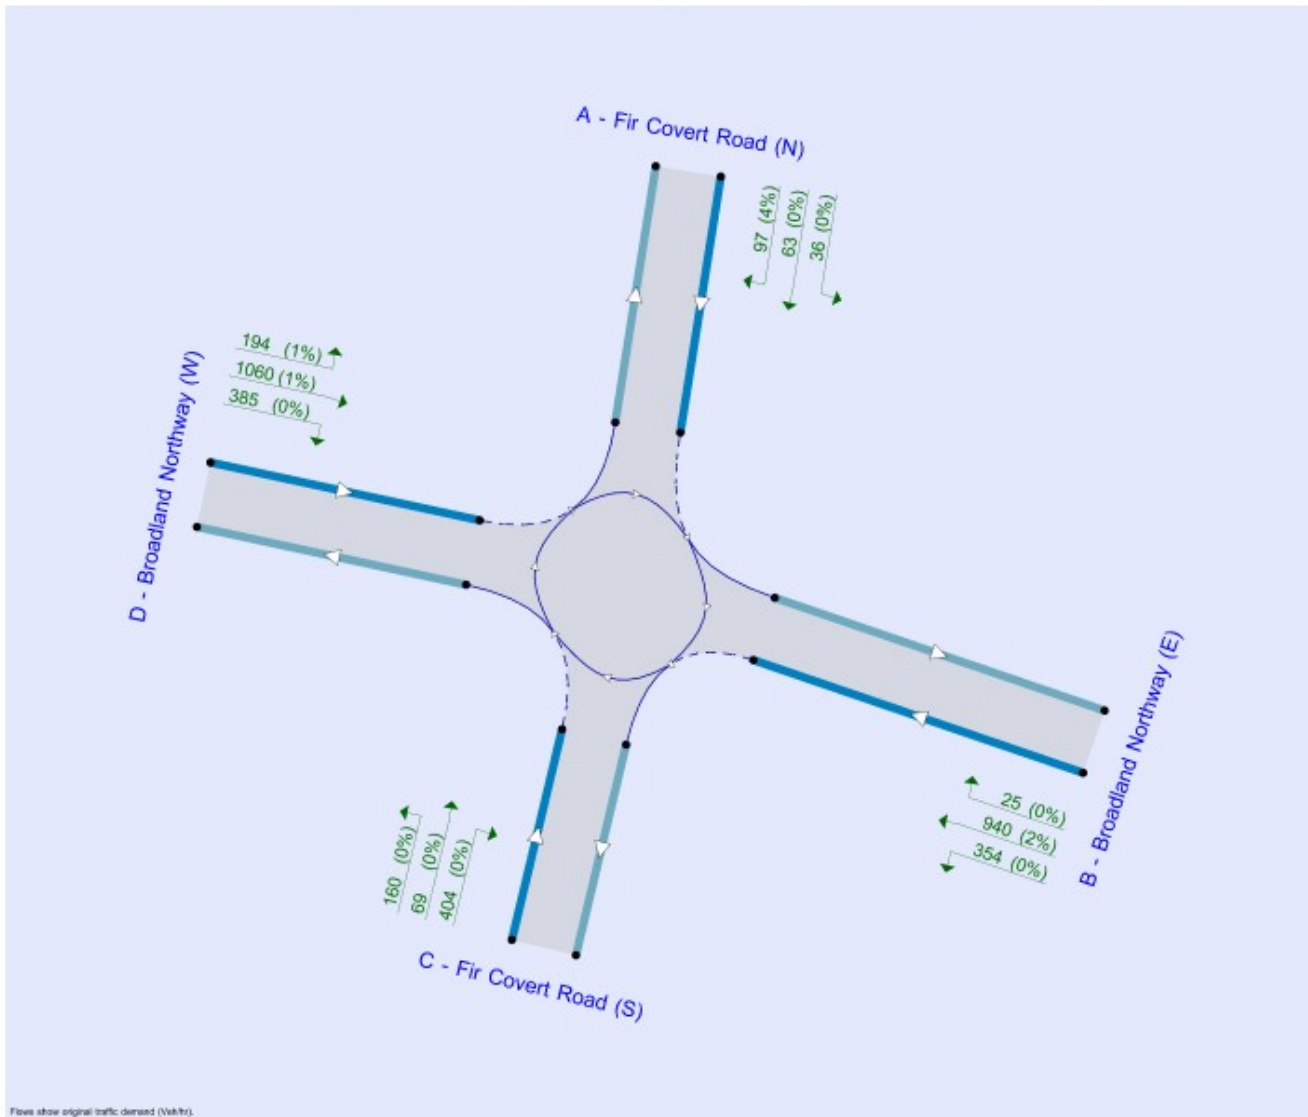 A - Fir Covert Road (N)
97 (4%)
63 (0%)
36 (0%)
194 (1%)
1060 (1%)
385 (0%)
D - Broadland Northway (W)
25 (0%)
940 (2%)
354 (0%)
B - Broadland Northway (E)
160 (0%)
69 (0%)
404 (0%)
C - Fir Covert Road (S)
Flows show original traffic demand (Veh/hr).